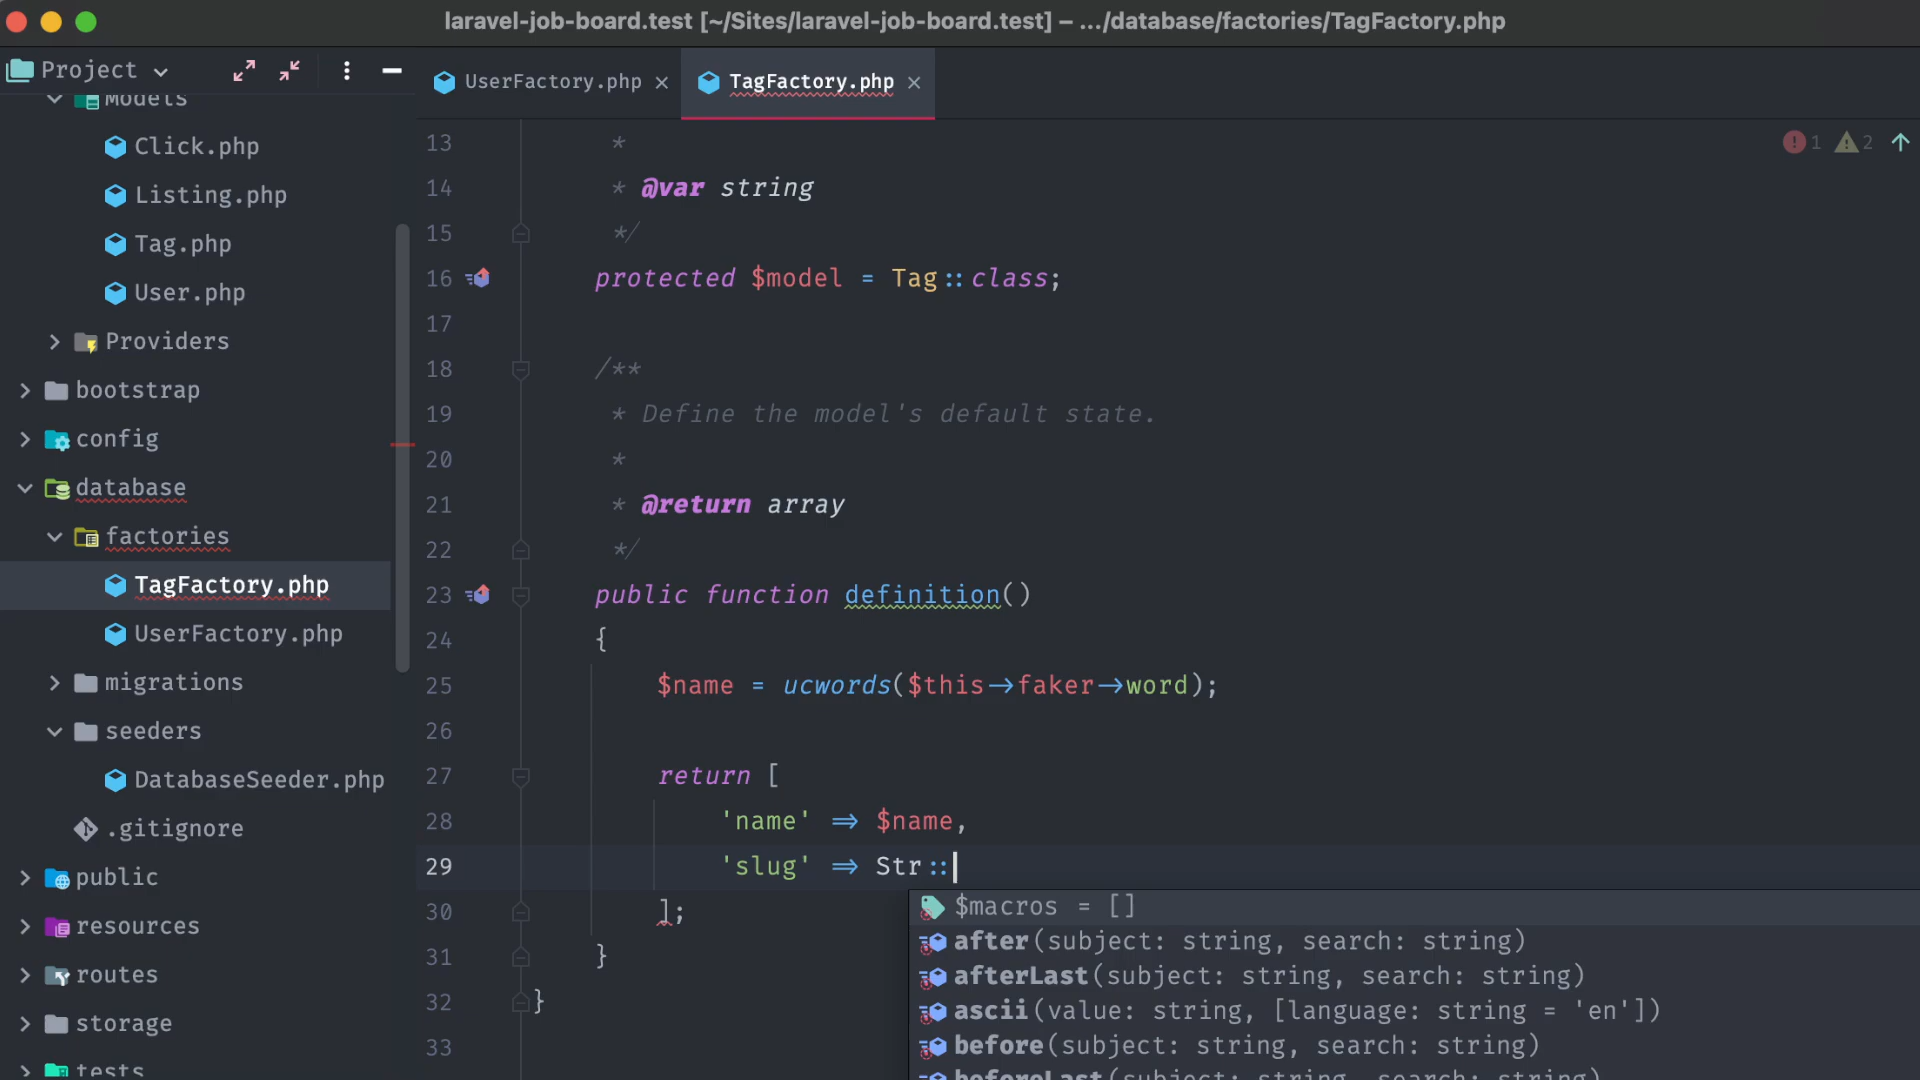 laravel-job-board.test [~/Sites/laravel-job-board.test] – .../database/factories/TagFactory.php
Project
UserFactory.php
TagFactory.php
Models
Click.php
Listing.php
Tag.php
User.php
Providers
bootstrap
config
database
factories
TagFactory.php
UserFactory.php
migrations
seeders
DatabaseSeeder.php
.gitignore
public
resources
routes
storage
tests
1 2
13 *
14 * @var string
15 */
16 protected $model = Tag::class;
17
18 /**
19 * Define the model's default state.
20 *
21 * @return array
22 */
23 public function definition()
24 {
25 $name = ucwords($this->faker->word);
26
27 return [
28 'name' => $name,
29 'slug' => Str::
30 ];
31 }
32 }
33
$macros = []
after(subject: string, search: string)
afterLast(subject: string, search: string)
ascii(value: string, [language: string = 'en'])
before(subject: string, search: string)
beforeLast(subject: string, search: string)